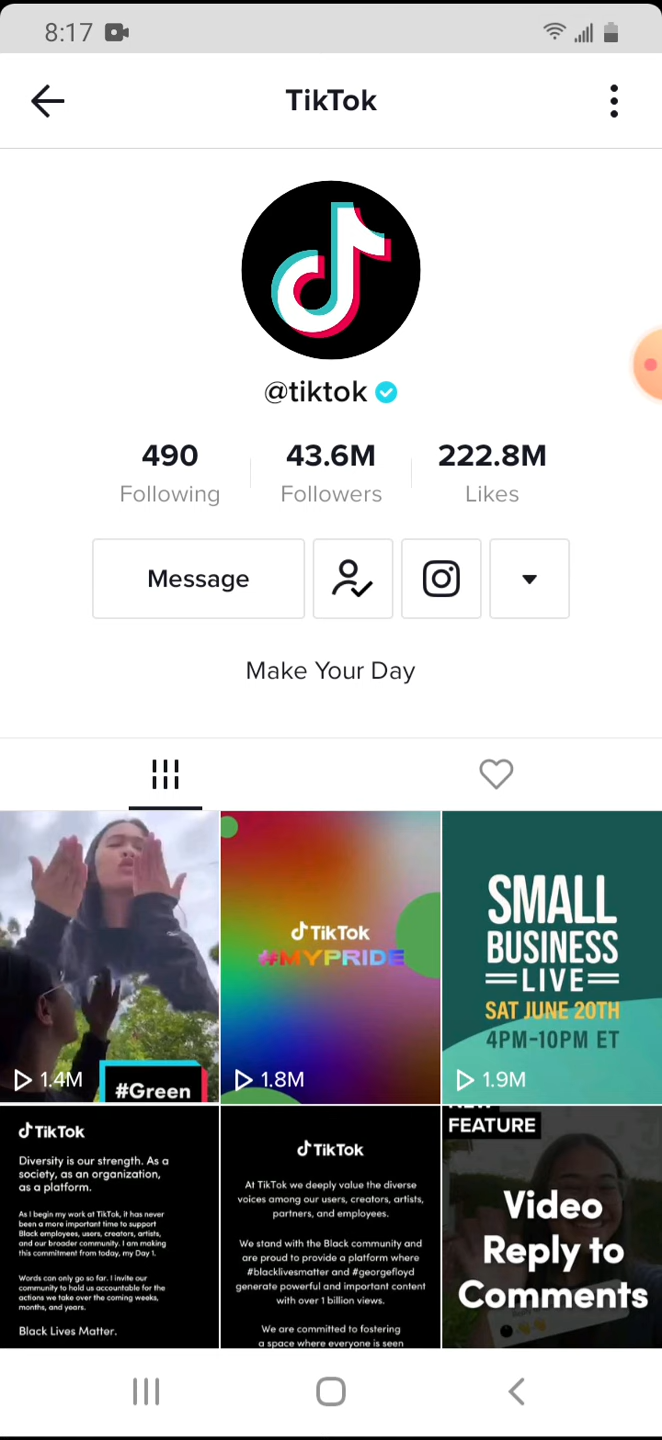 8:17
TikTok
@tiktok
490
Following
43.6M
Followers
222.8M
Likes
Message
Make Your Day
1.4M
#Green
TikTok
#MYPRIDE
1.8M
SMALL
BUSINESS
LIVE
SAT JUNE 20TH
4PM-10PM ET
1.9M
TikTok
Diversity is our strength. As a
society, as an organization,
as a platform.
As I begin my work at TikTok, it has never
been a more important time to support
Black employees, users, creators, artists,
and our broader community. I am making
this commitment from today, my Day 1.
Words can only go so far. I invite our
community to hold us accountable for the
actions we take over the coming weeks,
months, and years.
Black Lives Matter.
TikTok
At TikTok we deeply value the diverse
voices among our users, creators, artists,
partners, and employees.
We stand with the Black community and
are proud to provide a platform where
#blacklivesmatter and #georgefloyd
generate powerful and important content
with over 1 billion views.
We are committed to fostering
a space where everyone is seen
FEATURE
Video
Reply to
Comments